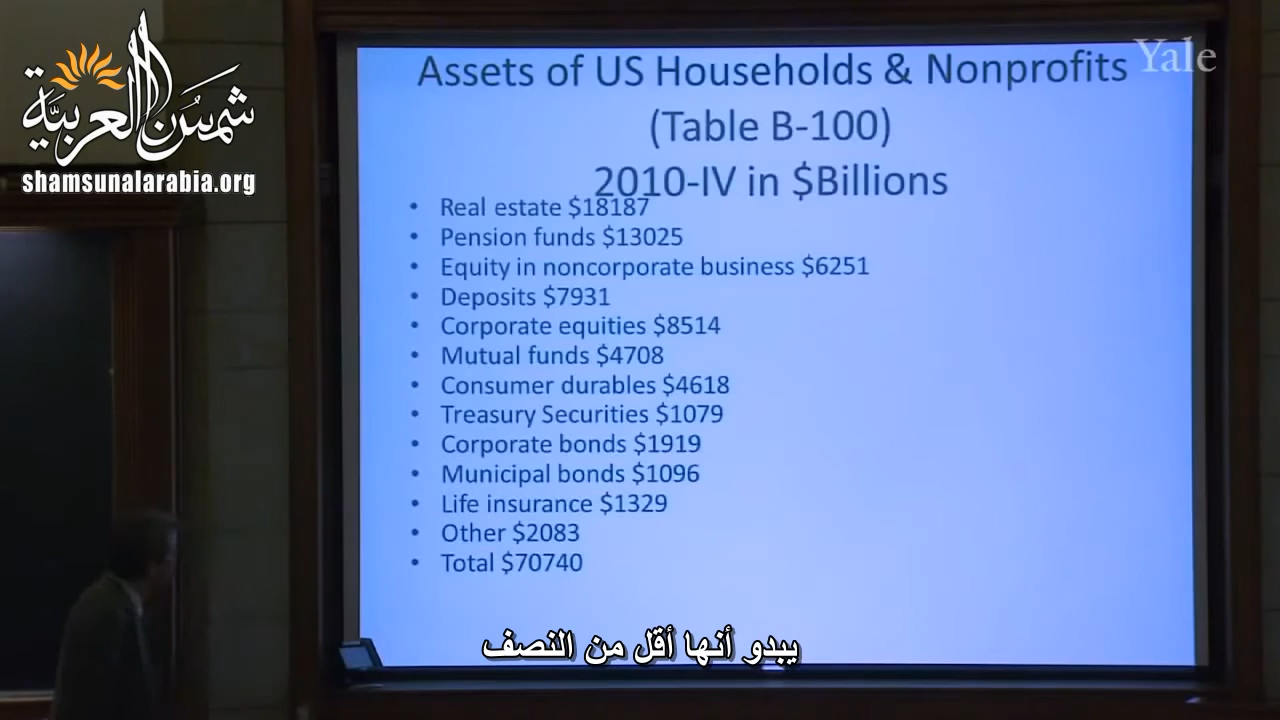 شمس العربية
shamsunalarabia.org
Yale
Assets of US Households & Nonprofits
(Table B-100)
2010-IV in $Billions
• Real estate $18187
• Pension funds $13025
• Equity in noncorporate business $6251
• Deposits $7931
• Corporate equities $8514
• Mutual funds $4708
• Consumer durables $4618
• Treasury Securities $1079
• Corporate bonds $1919
• Municipal bonds $1096
• Life insurance $1329
• Other $2083
• Total $70740
يبدو أنها أقل من النصف